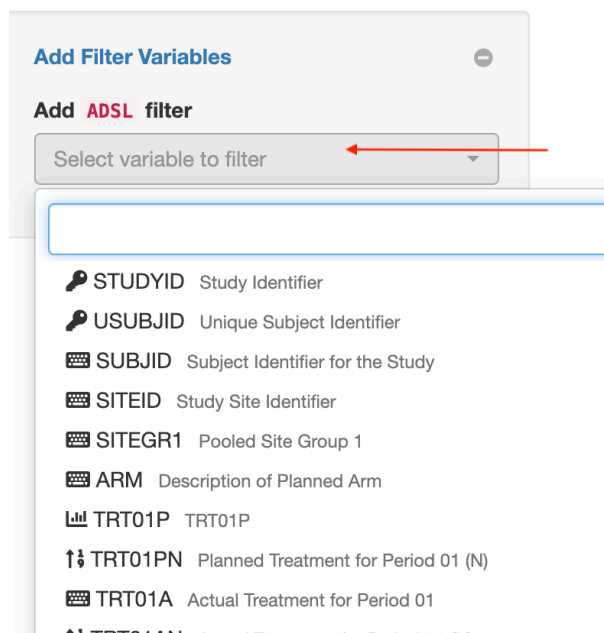 Add Filter Variables
Add ADSL filter
Select variable to filter
STUDYID Study Identifier
USUBJID Unique Subject Identifier
SUBJID Subject Identifier for the Study
SITEID Study Site Identifier
SITEGR1 Pooled Site Group 1
ARM Description of Planned Arm
TRT01P TRT01P
TRT01PN Planned Treatment for Period 01 (N)
TRT01A Actual Treatment for Period 01